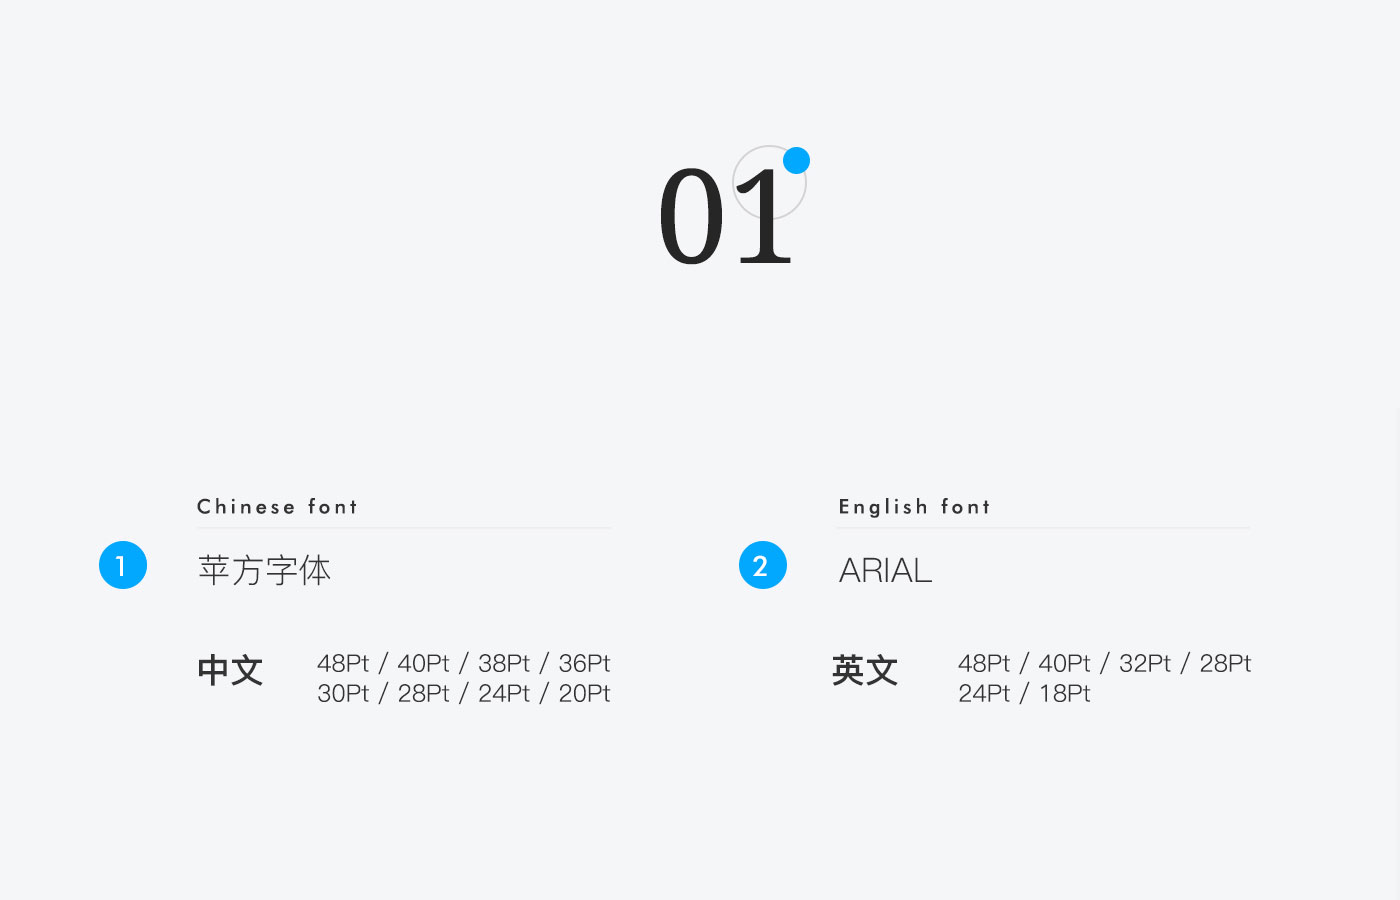 01
Chinese font
1
苹方字体
中文
48Pt / 40Pt / 38Pt / 36Pt
30Pt / 28Pt / 24Pt / 20Pt
English font
2
ARIAL
英文
48Pt / 40Pt / 32Pt / 28Pt
24Pt / 18Pt